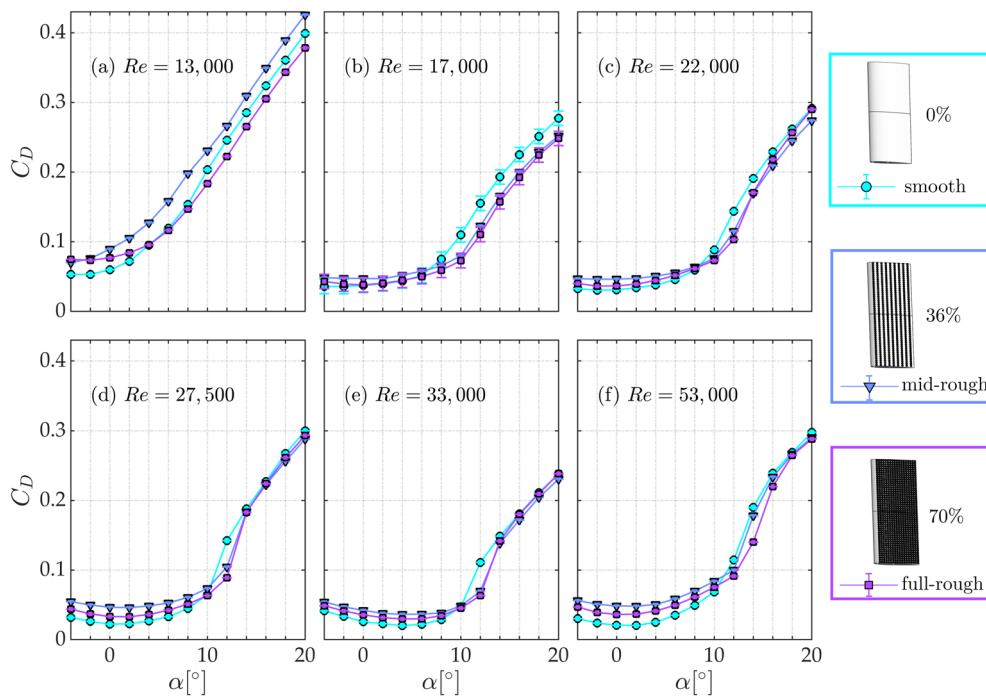 0.4
0.3
0.2
0.1
0
C_D
(a) Re = 13,000
(b) Re = 17,000
(c) Re = 22,000
0.4
0.3
0.2
0.1
0
C_D
(d) Re = 27,500
(e) Re = 33,000
(f) Re = 53,000
0 10 20
0 10 20
0 10 20
α[°]
α[°]
α[°]
0%
smooth
36%
mid-rough
70%
full-rough